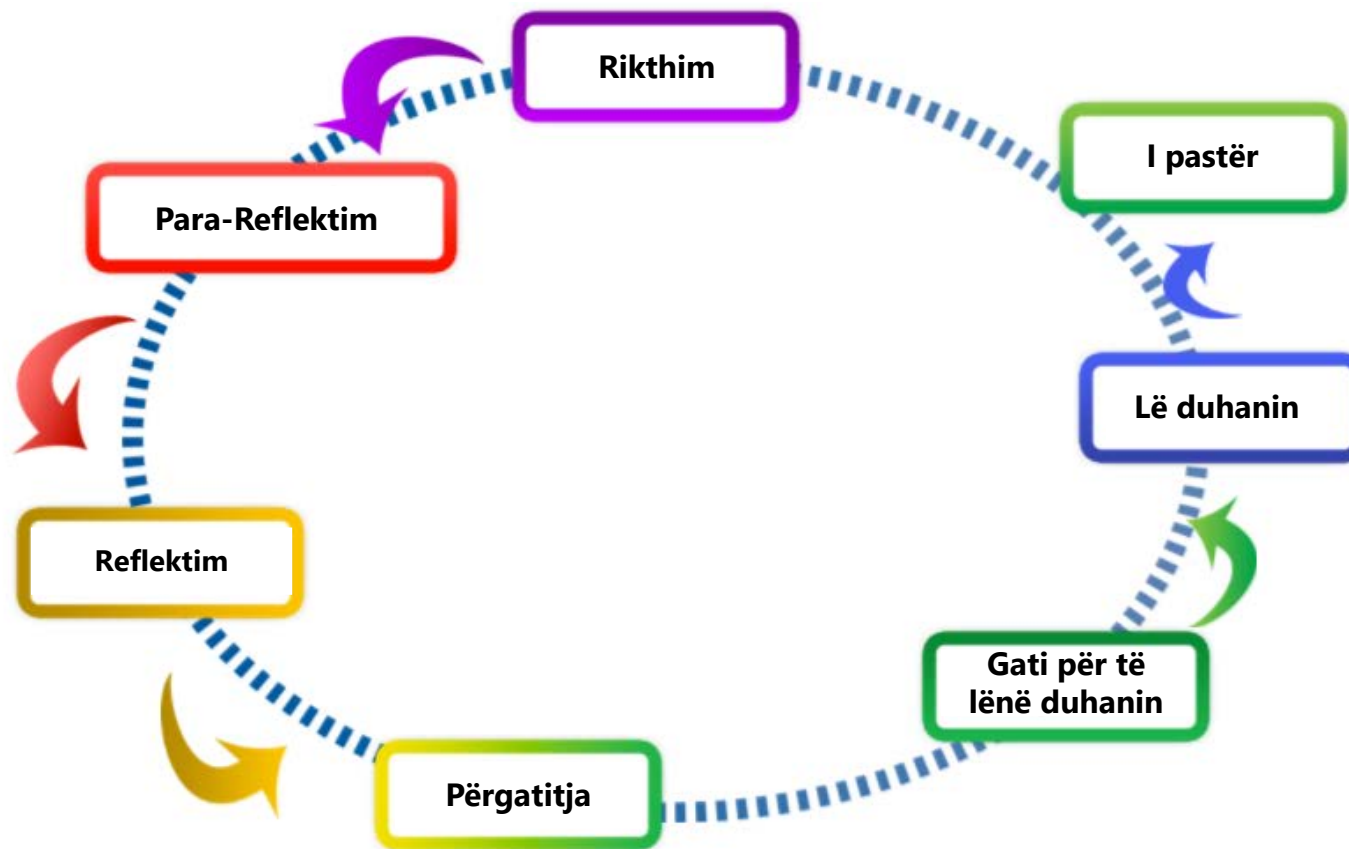 Rikthim
I pastër
Para-Reflektim
Lë duhanin
Reflektim
Gati për të
lënë duhanin
Përgatitja